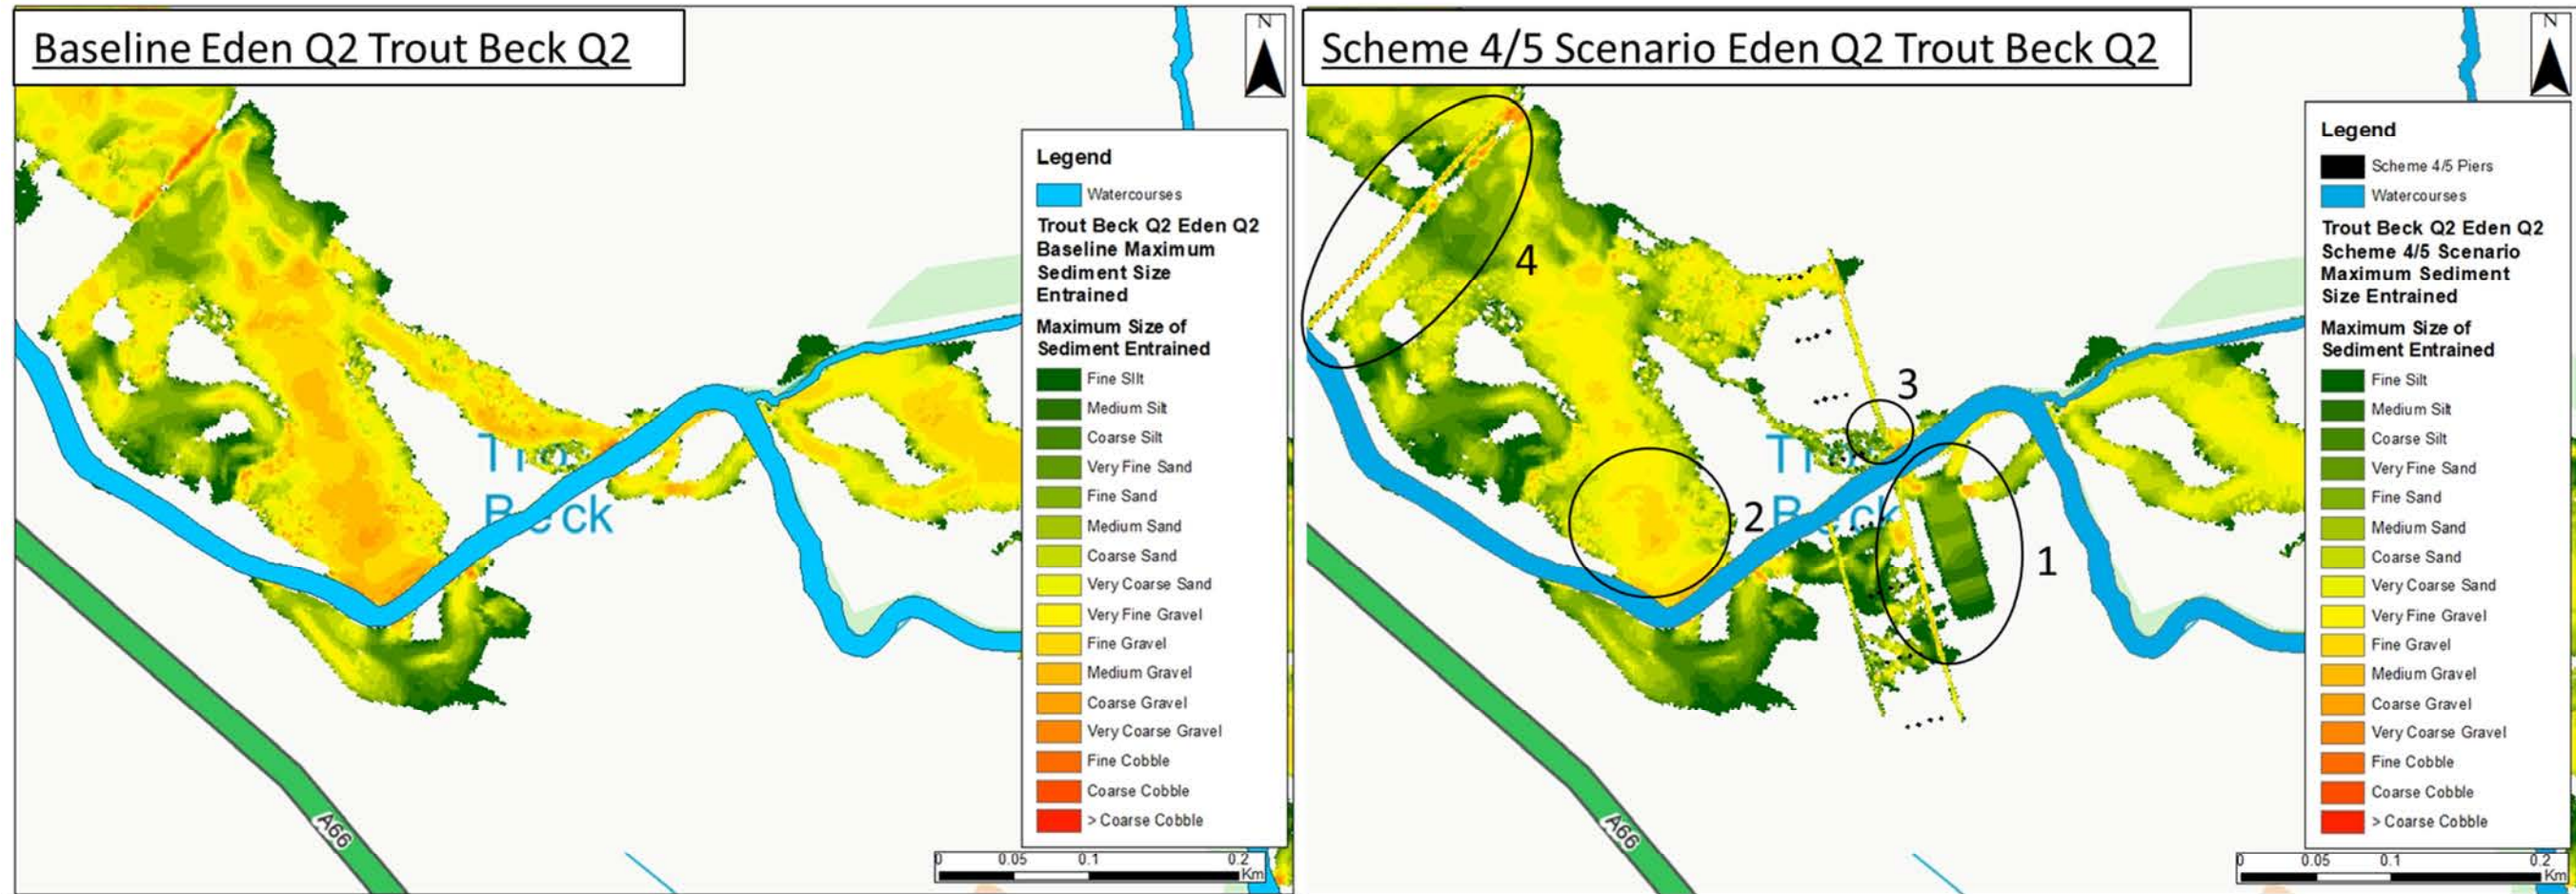 Baseline Eden Q2 Trout Beck Q2
N
Legend
Watercourses
Trout Beck Q2 Eden Q2
Baseline Maximum
Sediment Size
Entrained
Maximum Size of
Sediment Entrained
Fine SIlt
Medium Silt
Coarse Silt
Very Fine Sand
Fine Sand
Medium Sand
Coarse Sand
Very Coarse Sand
Very Fine Gravel
Fine Gravel
Medium Gravel
Coarse Gravel
Very Coarse Gravel
Fine Cobble
Coarse Cobble
> Coarse Cobble
Beck
A66
0 0.05 0.1 0.2
Km
Scheme 4/5 Scenario Eden Q2 Trout Beck Q2
N
Legend
Scheme 4/5 Piers
Watercourses
Trout Beck Q2 Eden Q2
Scheme 4/5 Scenario
Maximum Sediment
Size Entrained
Maximum Size of
Sediment Entrained
Fine Silt
Medium Silt
Coarse Silt
Very Fine Sand
Fine Sand
Medium Sand
Coarse Sand
Very Coarse Sand
Very Fine Gravel
Fine Gravel
Medium Gravel
Coarse Gravel
Very Coarse Gravel
Fine Cobble
Coarse Cobble
> Coarse Cobble
4
3
2
Beck
1
A66
0 0.05 0.1 0.2
Km